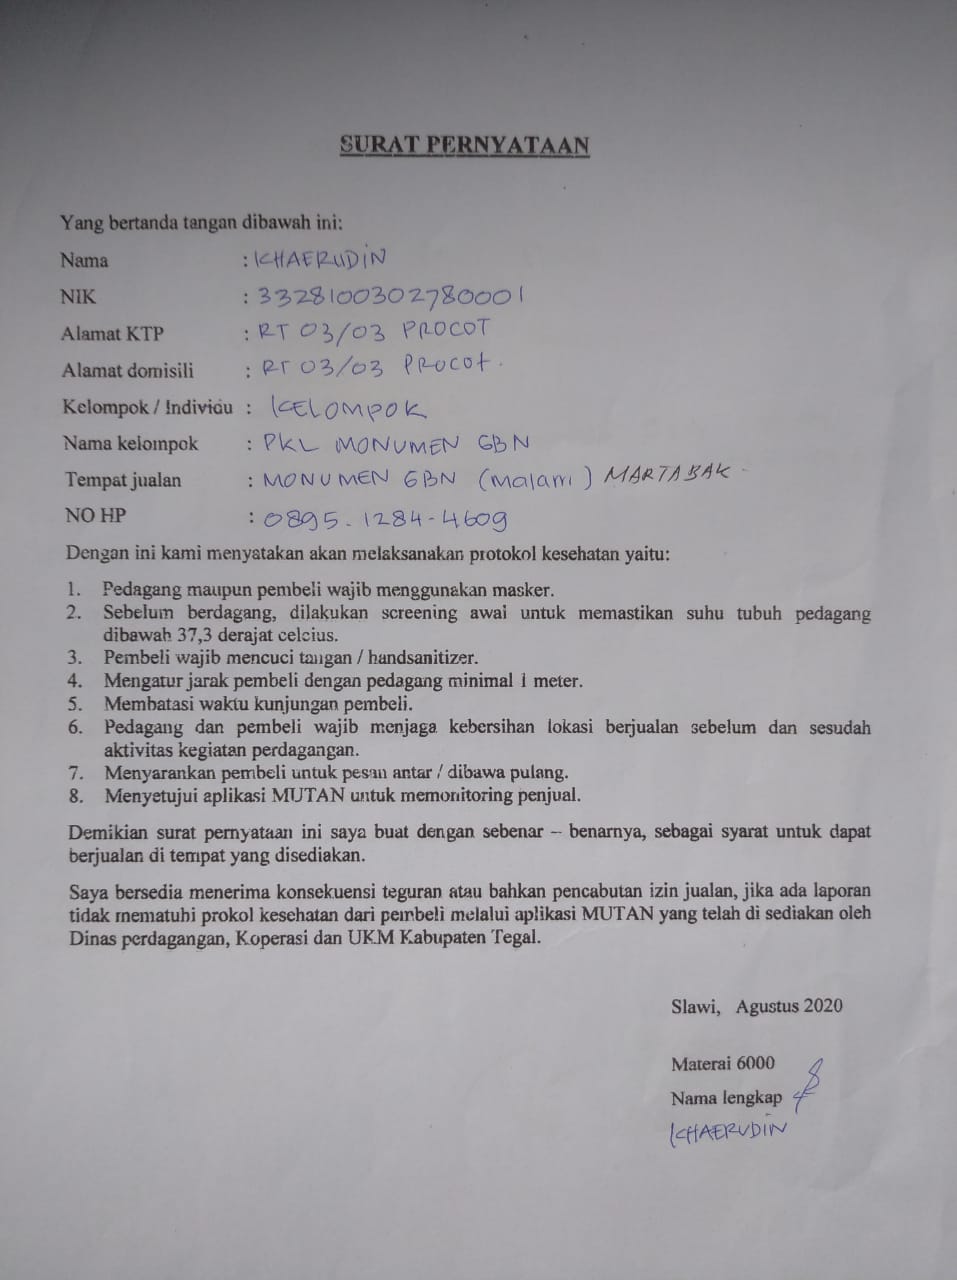 SURAT PERNYATAAN
Yang bertanda tangan dibawah ini:
Nama : KHAERUDIN
NIK : 3328100302780001
Alamat KTP : RT 03/03 PROCOT
Alamat domisili : RT 03/03 Procot.
Kelompok / Individu : KELOMPOK
Nama kelompok : PKL MONUMEN GBN
Tempat jualan : MONUMEN GBN (Malam) MARTABAK
NO HP : 0895-1284-4609
Dengan ini kami menyatakan akan melaksanakan protokol kesehatan yaitu:
1. Pedagang maupun pembeli wajib menggunakan masker.
2. Sebelum berdagang, dilakukan screening awal untuk memastikan suhu tubuh pedagang
dibawah 37,3 derajat celcius.
3. Pembeli wajib mencuci tangan / handsanitizer.
4. Mengatur jarak pembeli dengan pedagang minimal 1 meter.
5. Membatasi waktu kunjungan pembeli.
6. Pedagang dan pembeli wajib menjaga kebersihan lokasi berjualan sebelum dan sesudah
aktivitas kegiatan perdagangan.
7. Menyarankan pembeli untuk pesan antar / dibawa pulang.
8. Menyetujui aplikasi MUTAN untuk memonitoring penjual.
Demikian surat pernyataan ini saya buat dengan sebenar – benarnya, sebagai syarat untuk dapat
berjualan di tempat yang disediakan.
Saya bersedia menerima konsekuensi teguran atau bahkan pencabutan izin jualan, jika ada laporan
tidak mematuhi prokol kesehatan dari pembeli melalui aplikasi MUTAN yang telah di sediakan oleh
Dinas perdagangan, Koperasi dan UKM Kabupaten Tegal.
Slawi, Agustus 2020
Materai 6000
Nama lengkap
KHAERUDIN